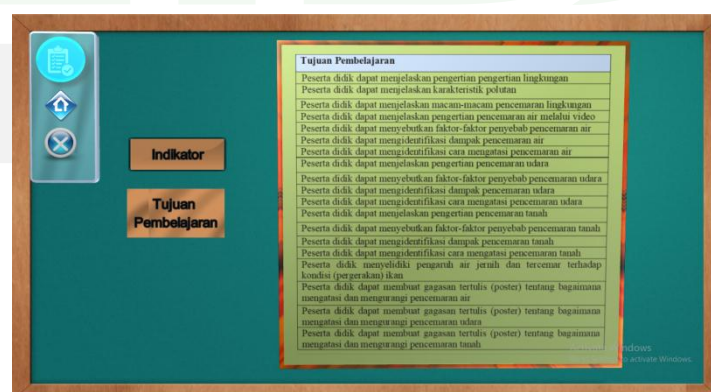 Indikator
Tujuan
Pembelajaran
Tujuan Pembelajaran
Peserta didik dapat menjelaskan pengertian pengertian lingkungan
Peserta didik dapat menjelaskan karakteristik polutan
Peserta didik dapat menjelaskan macam-macam pencemaran lingkungan
Peserta didik dapat menjelaskan pengertian pencemaran air melalui video
Peserta didik dapat menyebutkan faktor-faktor penyebab pencemaran air
Peserta didik dapat mengidentifikasi dampak pencemaran air
Peserta didik dapat mengidentifikasi cara mengatasi pencemaran air
Peserta didik dapat menjelaskan pengertian pencemaran udara
Peserta didik dapat menyebutkan faktor-faktor penyebab pencemaran udara
Peserta didik dapat mengidentifikasi dampak pencemaran udara
Peserta didik dapat mengidentifikasi cara mengatasi pencemaran udara
Peserta didik dapat menjelaskan pengertian pencemaran tanah
Peserta didik dapat menyebutkan faktor-faktor penyebab pencemaran tanah
Peserta didik dapat mengidentifikasi dampak pencemaran tanah
Peserta didik dapat mengidentifikasi cara mengatasi pencemaran tanah
Peserta didik menyelidiki pengaruh air jernih dan tercemar terhadap
kondisi (pergerakan) ikan
Peserta didik dapat membuat gagasan tertulis (poster) tentang bagaimana
mengatasi dan mengurangi pencemaran air
Peserta didik dapat membuat gagasan tertulis (poster) tentang bagaimana
mengatasi dan mengurangi pencemaran udara
Peserta didik dapat membuat gagasan tertulis (poster) tentang bagaimana
mengatasi dan mengurangi pencemaran tanah
to activate Windows.